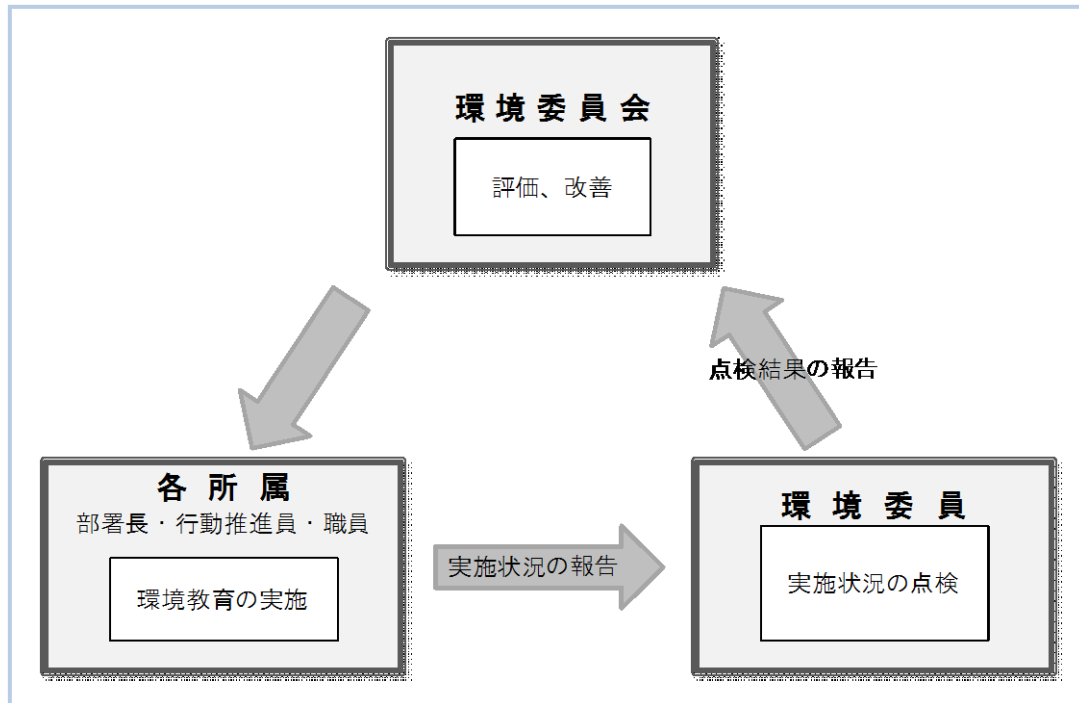 環境委員会
評価、改善
点検結果の報告
各所属
部署長・行動推進員・職員
環境教育の実施
実施状況の報告
環境委員
実施状況の点検